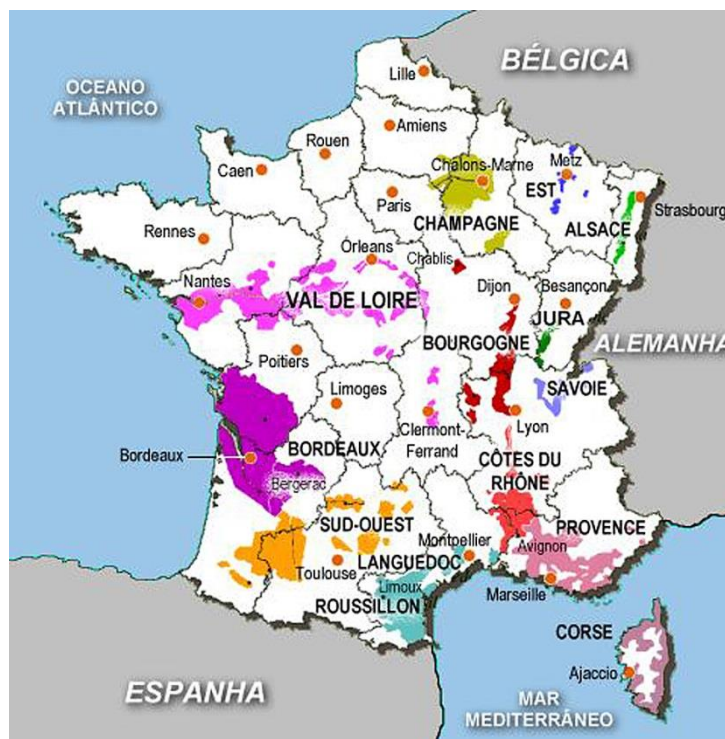 BÉLGICA
OCEANO
ATLÂNTICO
Lille
Amiens
Rouen
Caen
Chalons-Marne
Metz
EST
Paris
CHAMPAGNE
ALSACE
Strasbourg
Rennes
Órleans
Chablis
Nantes
VAL DE LOIRE
Dijon
Besançon
JURA
BOURGOGNE
ALEMANHA
Poitiers
SAVOIE
Limoges
Clermont-
Ferrand
Lyon
BORDEAUX
Bordeaux
Bergerac
CÔTES DU
RHÔNE
SUD-OUEST
PROVENCE
Montpellier
Avignon
Toulouse
LANGUEDOC
Limoux
ROUSSILLON
Marseille
CORSE
Ajaccio
ESPANHA
MAR
MEDITERRÂNEO